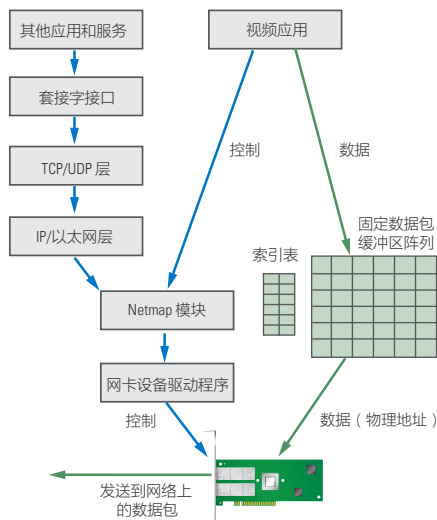 其他应用和服务
视频应用
套接字接口
控制
数据
TCP/UDP 层
固定数据包
缓冲区阵列
IP/以太网层
索引表
Netmap 模块
网卡设备驱动程序
控制
数据（物理地址）
发送到网络上
的数据包